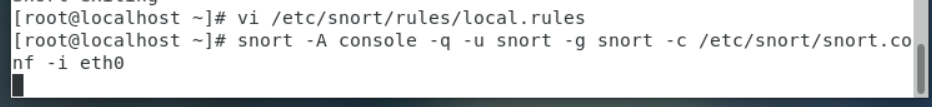 [root@localhost ~]# vi /etc/snort/rules/local.rules
[root@localhost ~]# snort -A console -q -u snort -g snort -c /etc/snort/snort.co
nf -i eth0